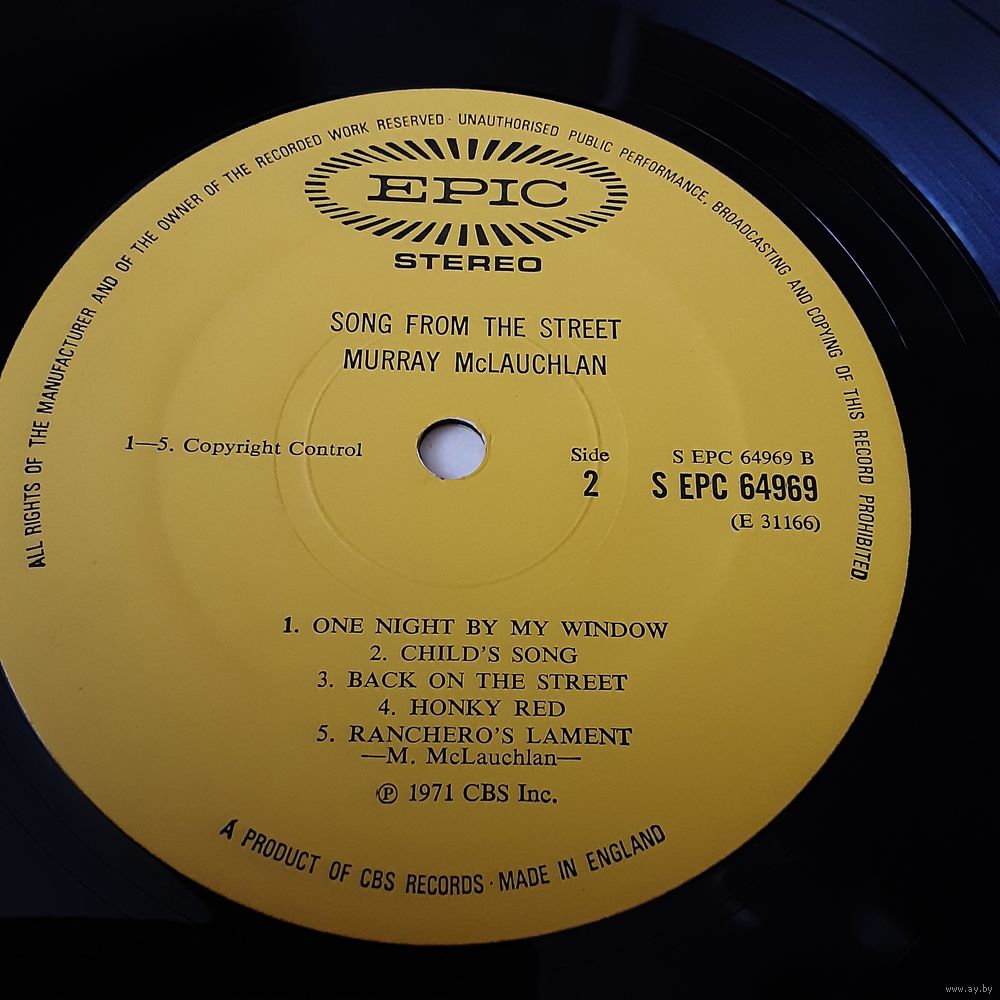 ALL RIGHTS OF THE MANUFACTURER AND OF THE OWNER OF THE RECORDED WORK RESERVED · UNAUTHORISED PUBLIC PERFORMANCE, BROADCASTING AND COPYING OF THIS RECORD PROHIBITED.
EPIC
STEREO
SONG FROM THE STREET
MURRAY McLAUCHLAN
1—5. Copyright Control
Side
2
S EPC 64969 B
S EPC 64969
(E 31166)
1. ONE NIGHT BY MY WINDOW
2. CHILD'S SONG
3. BACK ON THE STREET
4. HONKY RED
5. RANCHERO'S LAMENT
—M. McLauchlan—
℗ 1971 CBS Inc.
A PRODUCT OF CBS RECORDS · MADE IN ENGLAND
www.ay.by